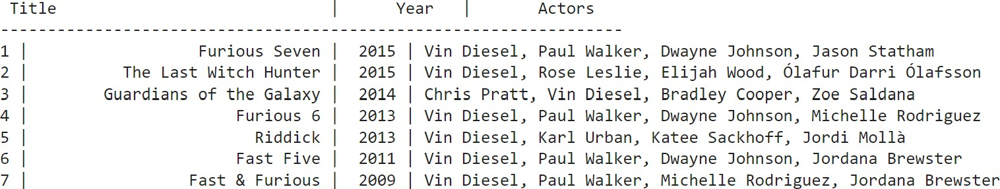 Title | Year | Actors
------------------------------------------------------------------
1 | Furious Seven | 2015 | Vin Diesel, Paul Walker, Dwayne Johnson, Jason Statham
2 | The Last Witch Hunter | 2015 | Vin Diesel, Rose Leslie, Elijah Wood, Ólafur Darri Ólafsson
3 | Guardians of the Galaxy | 2014 | Chris Pratt, Vin Diesel, Bradley Cooper, Zoe Saldana
4 | Furious 6 | 2013 | Vin Diesel, Paul Walker, Dwayne Johnson, Michelle Rodriguez
5 | Riddick | 2013 | Vin Diesel, Karl Urban, Katee Sackhoff, Jordi Mollà
6 | Fast Five | 2011 | Vin Diesel, Paul Walker, Dwayne Johnson, Jordana Brewster
7 | Fast & Furious | 2009 | Vin Diesel, Paul Walker, Michelle Rodriguez, Jordana Brewster